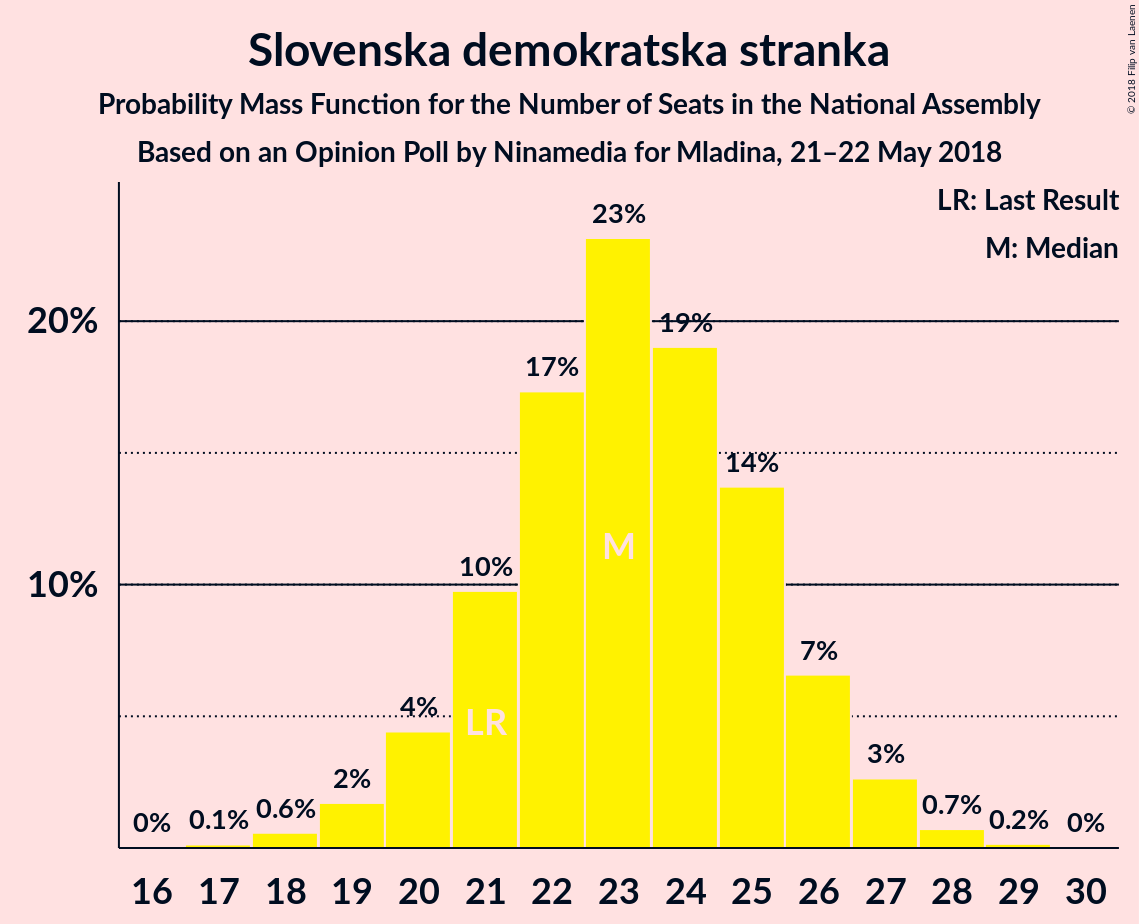 Slovenska demokratska stranka
Probability Mass Function for the Number of Seats in the National Assembly
Based on an Opinion Poll by Ninamedia for Mladina, 21–22 May 2018
© 2018 Filip van Laenen
LR: Last Result
M: Median
20%
10%
0%
0.1%
0.6%
2%
4%
10%
17%
23%
19%
14%
7%
3%
0.7%
0.2%
0%
LR
M
16 17 18 19 20 21 22 23 24 25 26 27 28 29 30